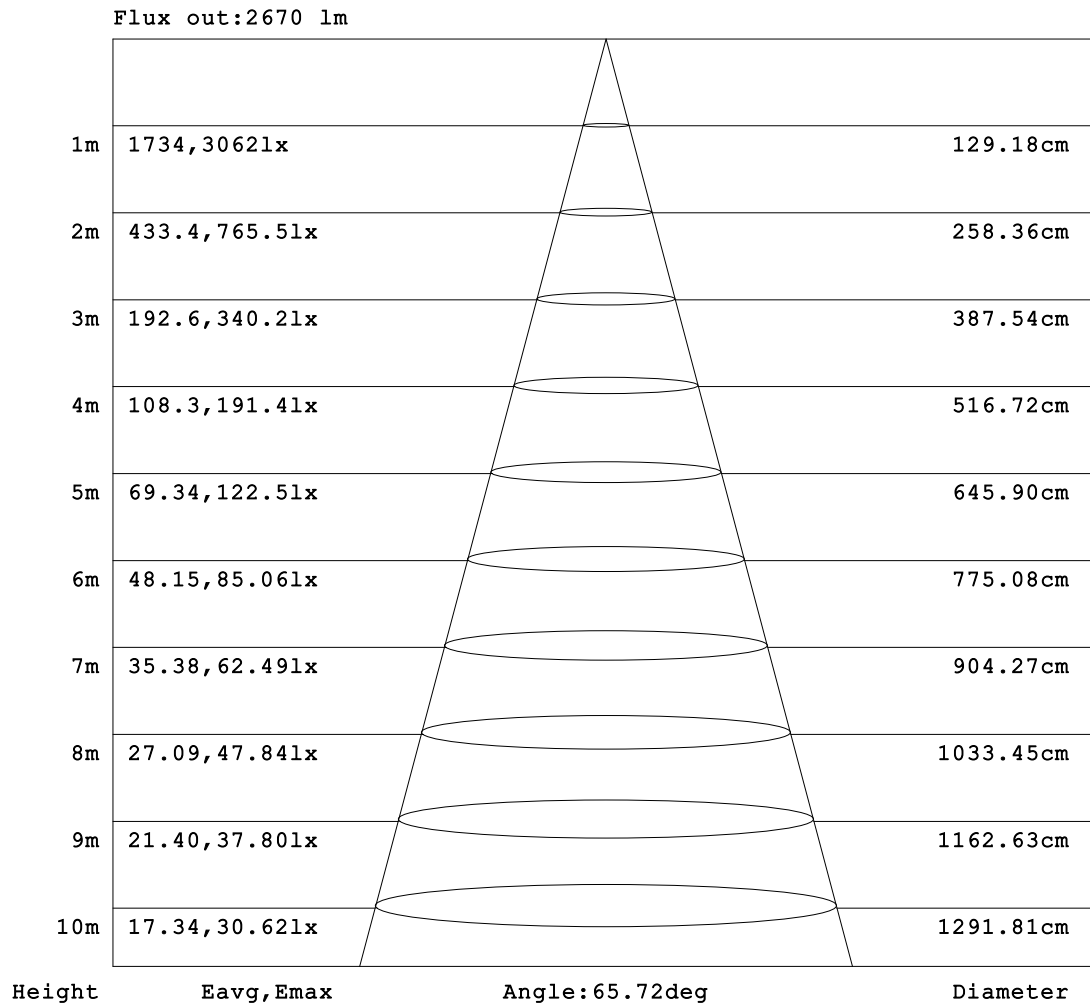 Flux out:2670 lm
1m 1734,3062lx 129.18cm
2m 433.4,765.5lx 258.36cm
3m 192.6,340.2lx 387.54cm
4m 108.3,191.4lx 516.72cm
5m 69.34,122.5lx 645.90cm
6m 48.15,85.06lx 775.08cm
7m 35.38,62.49lx 904.27cm
8m 27.09,47.84lx 1033.45cm
9m 21.40,37.80lx 1162.63cm
10m 17.34,30.62lx 1291.81cm
Height Eavg,Emax Angle:65.72deg Diameter